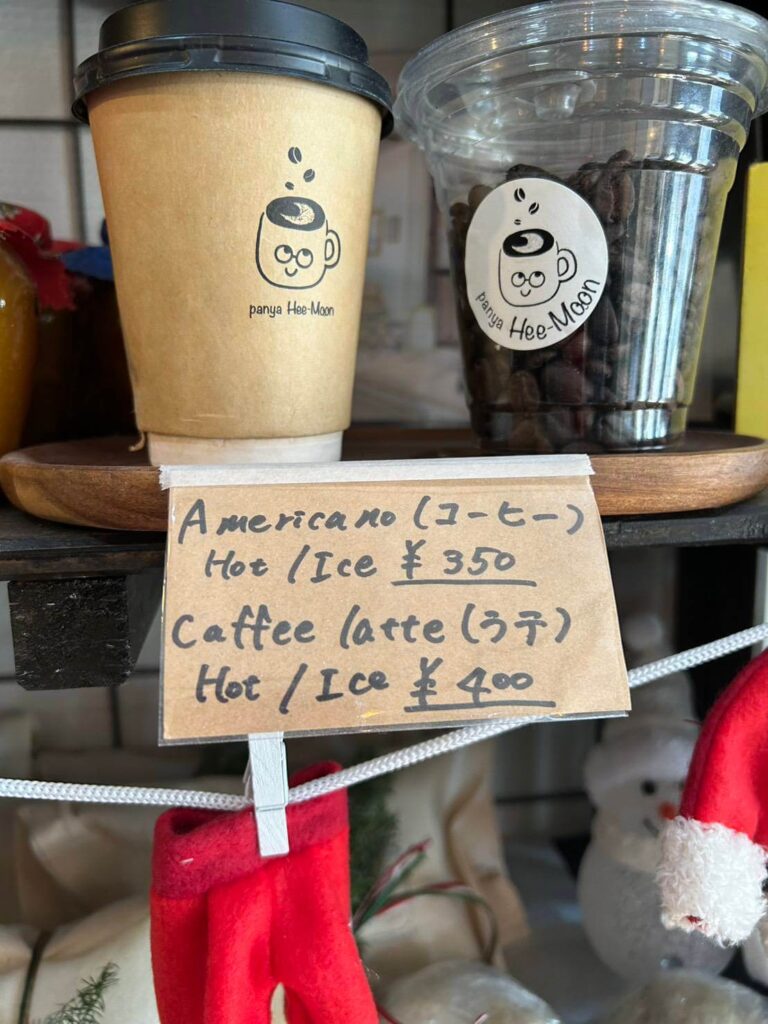 panya Hee-Moon
panya Hee-Moon
Americano (コーヒー)
Hot / Ice ¥350
Caffee latte (ラテ)
Hot / Ice ¥400